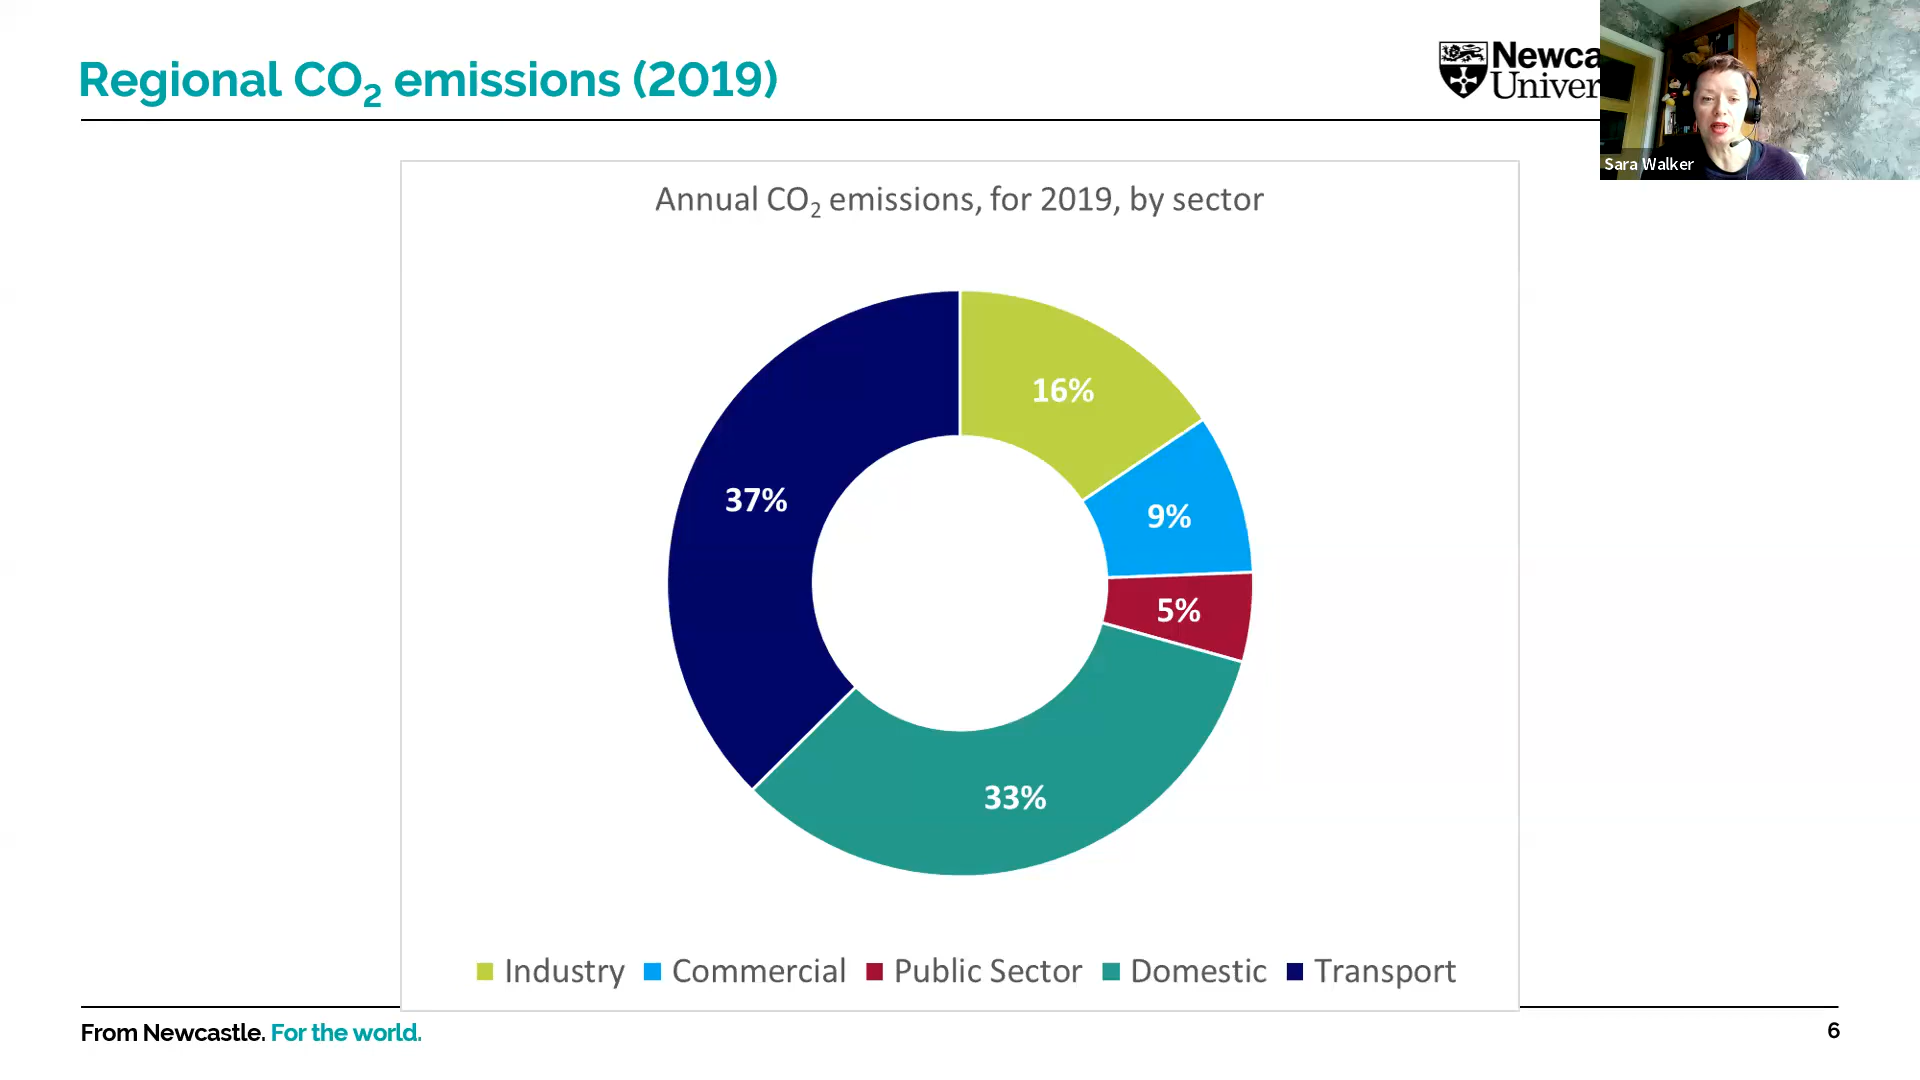 Regional CO₂ emissions (2019)
Newca
Univer
Sara Walker
Annual CO₂ emissions, for 2019, by sector
16%
9%
37%
5%
33%
Industry Commercial Public Sector Domestic Transport
From Newcastle. For the world.
6